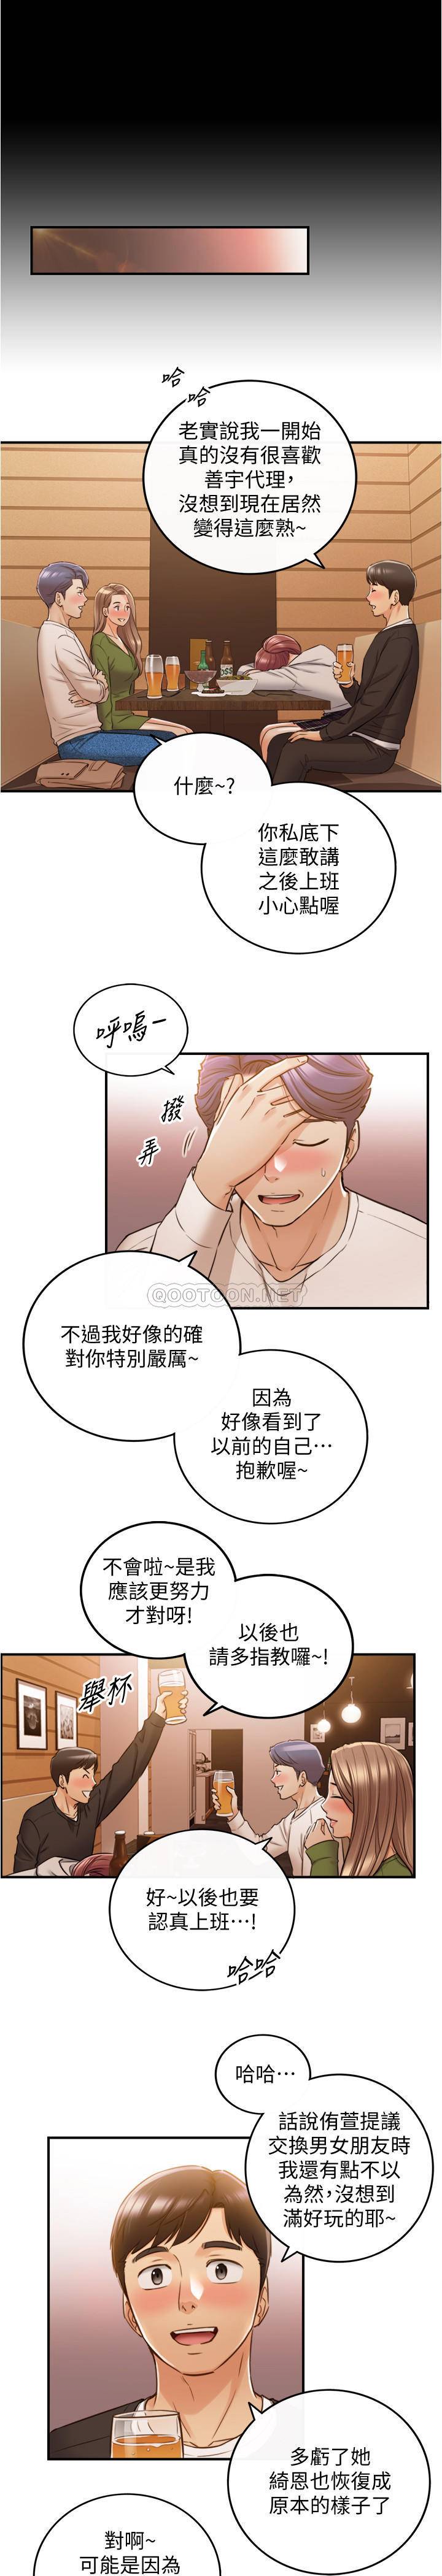 哈
哈
老實說我一開始
真的沒有很喜歡
善宇代理，
沒想到現在居然
變得這麼熟~
什麼~?
你私底下
這麼敢講
之後上班
小心點喔
呼嗚-
撥
弄
QOOTOON.NET
不過我好像的確
對你特別嚴厲~
因為
好像看到了
以前的自己⋯
抱歉喔~
不會啦~是我
應該更努力
才對呀!
以後也
請多指教囉~!
舉杯
好~以後也要
認真上班⋯!
哈哈
哈哈⋯
話說侑萱提議
交換男女朋友時
我還有點不以
為然，沒想到
滿好玩的耶~
多虧了她
綺恩也恢復成
原本的樣子了
對啊~
可能是因為